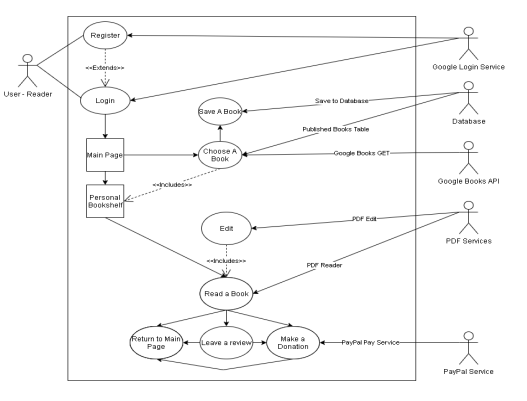 Register
Google Login Service
<<Extends>>
User - Reader
Login
Save A Book
Save to Database
Database
Published Books Table
Main Page
Choose A
Book
Google Books GET
Google Books API
<<Includes>>
Personal
Bookshelf
Edit
PDF Edit
PDF Services
<<Includes>>
PDF Reader
Read a Book
Return to Main
Page
Leave a review
Make a
Donation
PayPal Pay Service
PayPal Service